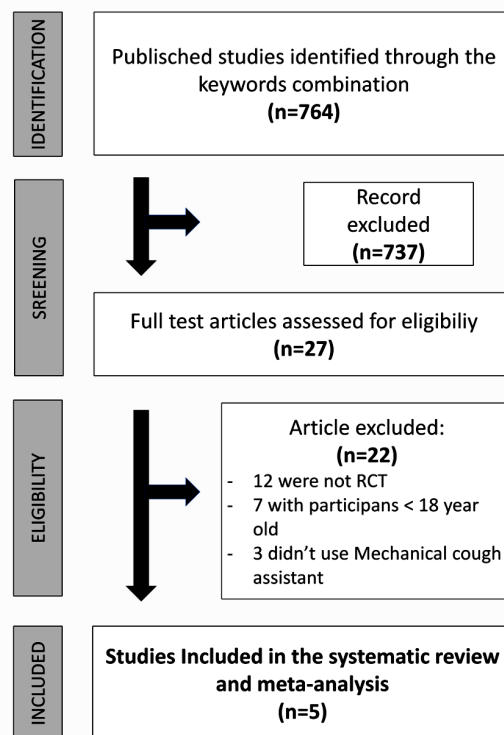 IDENTIFICATION
Publisched studies identified through the
keywords combination
(n=764)
SREENING
Record
excluded
(n=737)
Full test articles assessed for eligibiliy
(n=27)
ELIGIBILITY
Article excluded:
(n=22)
- 12 were not RCT
- 7 with participans < 18 year
old
- 3 didn’t use Mechanical cough
assistant
INCLUDED
Studies Included in the systematic review
and meta-analysis
(n=5)